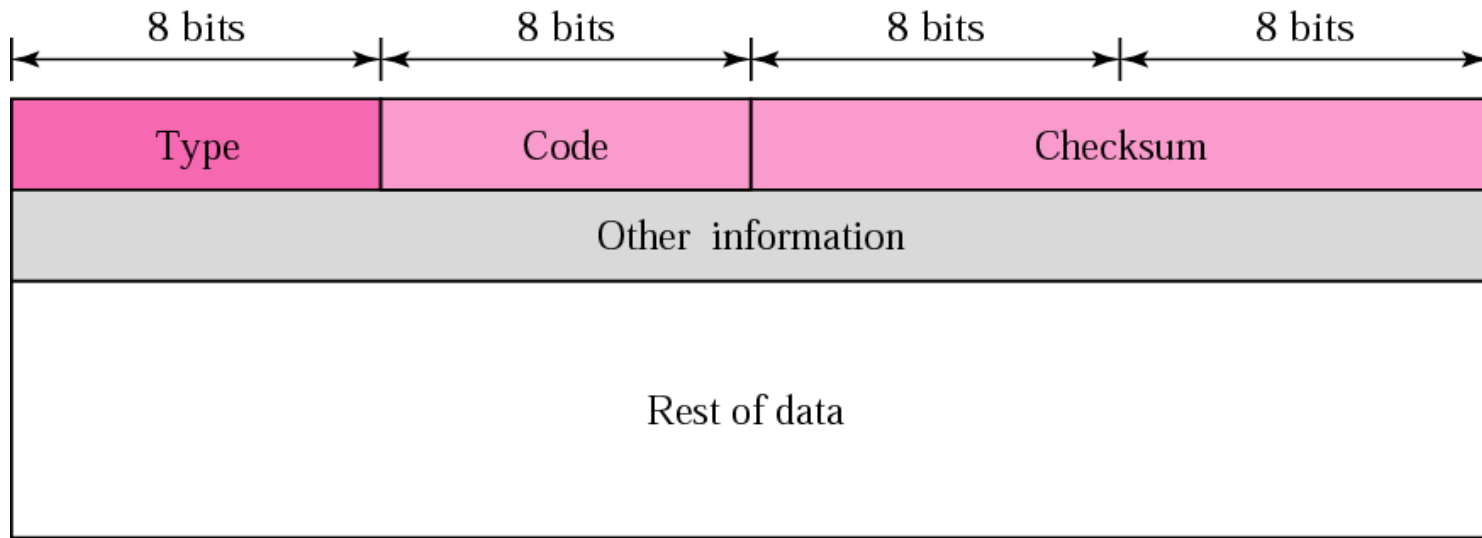 8 bits 8 bits 8 bits 8 bits
Type Code Checksum
Other information
Rest of data